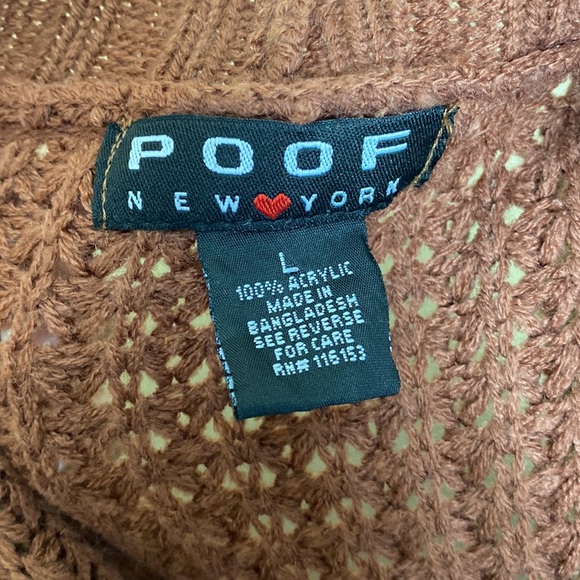 POOF
NEW YORK
L
100% ACRYLIC
MADE IN
BANGLADESH
SEE REVERSE
FOR CARE
RN# 116153